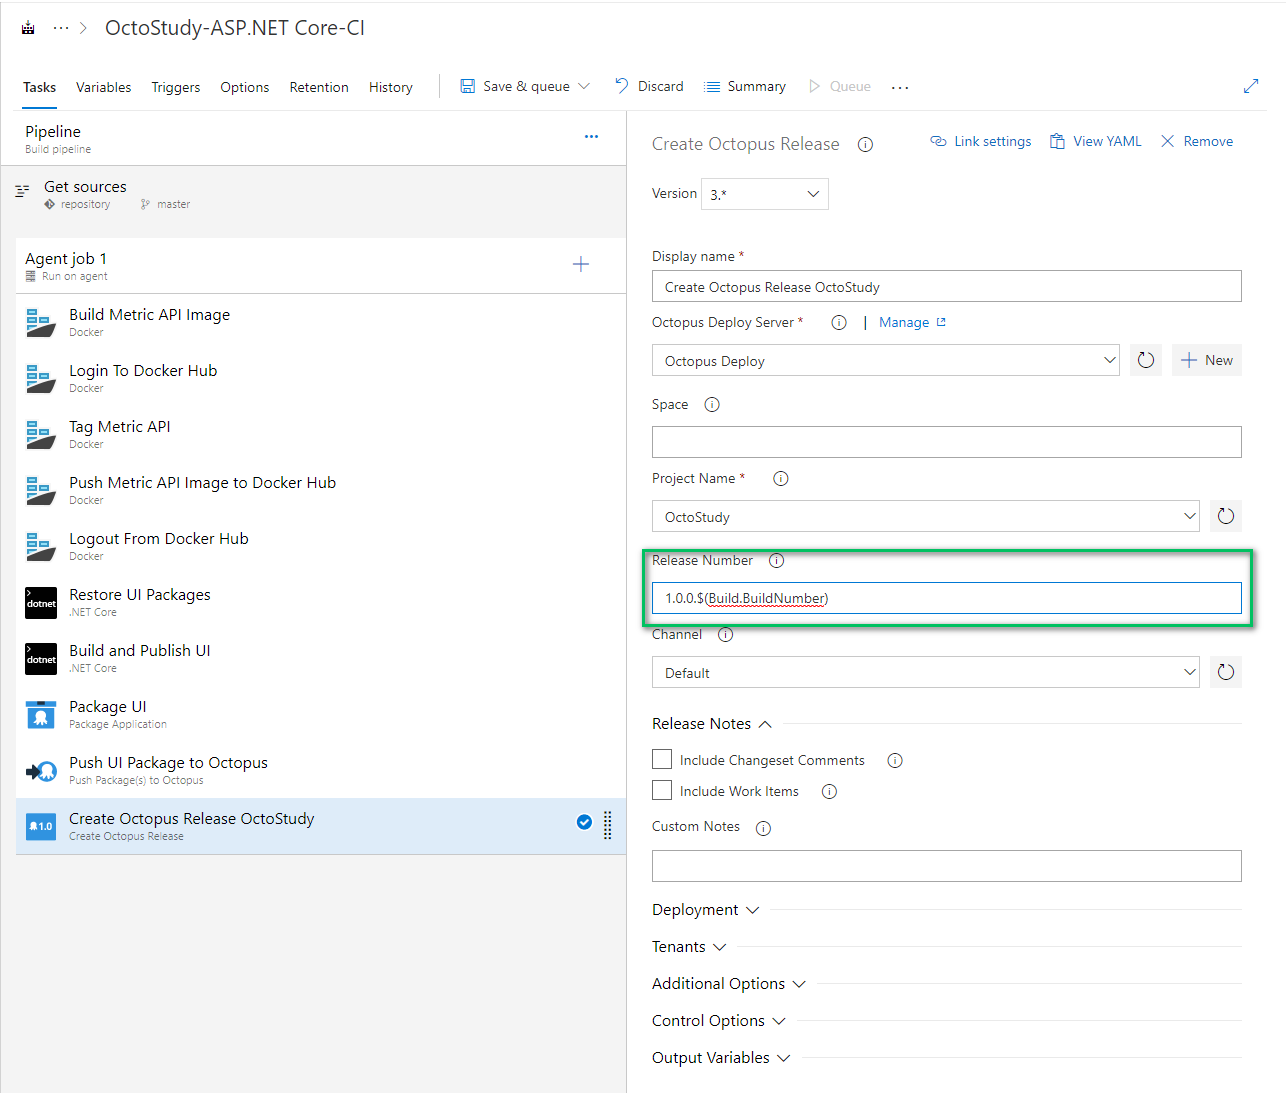 ··· > OctoStudy-ASP.NET Core-CI
Tasks Variables Triggers Options Retention History Save & queue Discard Summary Queue ···
Pipeline ···
Build pipeline
Get sources
repository master
Agent job 1
Run on agent
Build Metric API Image
Docker
Login To Docker Hub
Docker
Tag Metric API
Docker
Push Metric API Image to Docker Hub
Docker
Logout From Docker Hub
Docker
dotnet Restore UI Packages
.NET Core
dotnet Build and Publish UI
.NET Core
Package UI
Package Application
Push UI Package to Octopus
Push Package(s) to Octopus
1.0 Create Octopus Release OctoStudy
Create Octopus Release
Create Octopus Release Link settings View YAML Remove
Version 3.*
Display name *
Create Octopus Release OctoStudy
Octopus Deploy Server * | Manage
Octopus Deploy New
Space
Project Name *
OctoStudy
Release Number
1.0.0.$(Build.BuildNumber)
Channel
Default
Release Notes
Include Changeset Comments
Include Work Items
Custom Notes
Deployment
Tenants
Additional Options
Control Options
Output Variables